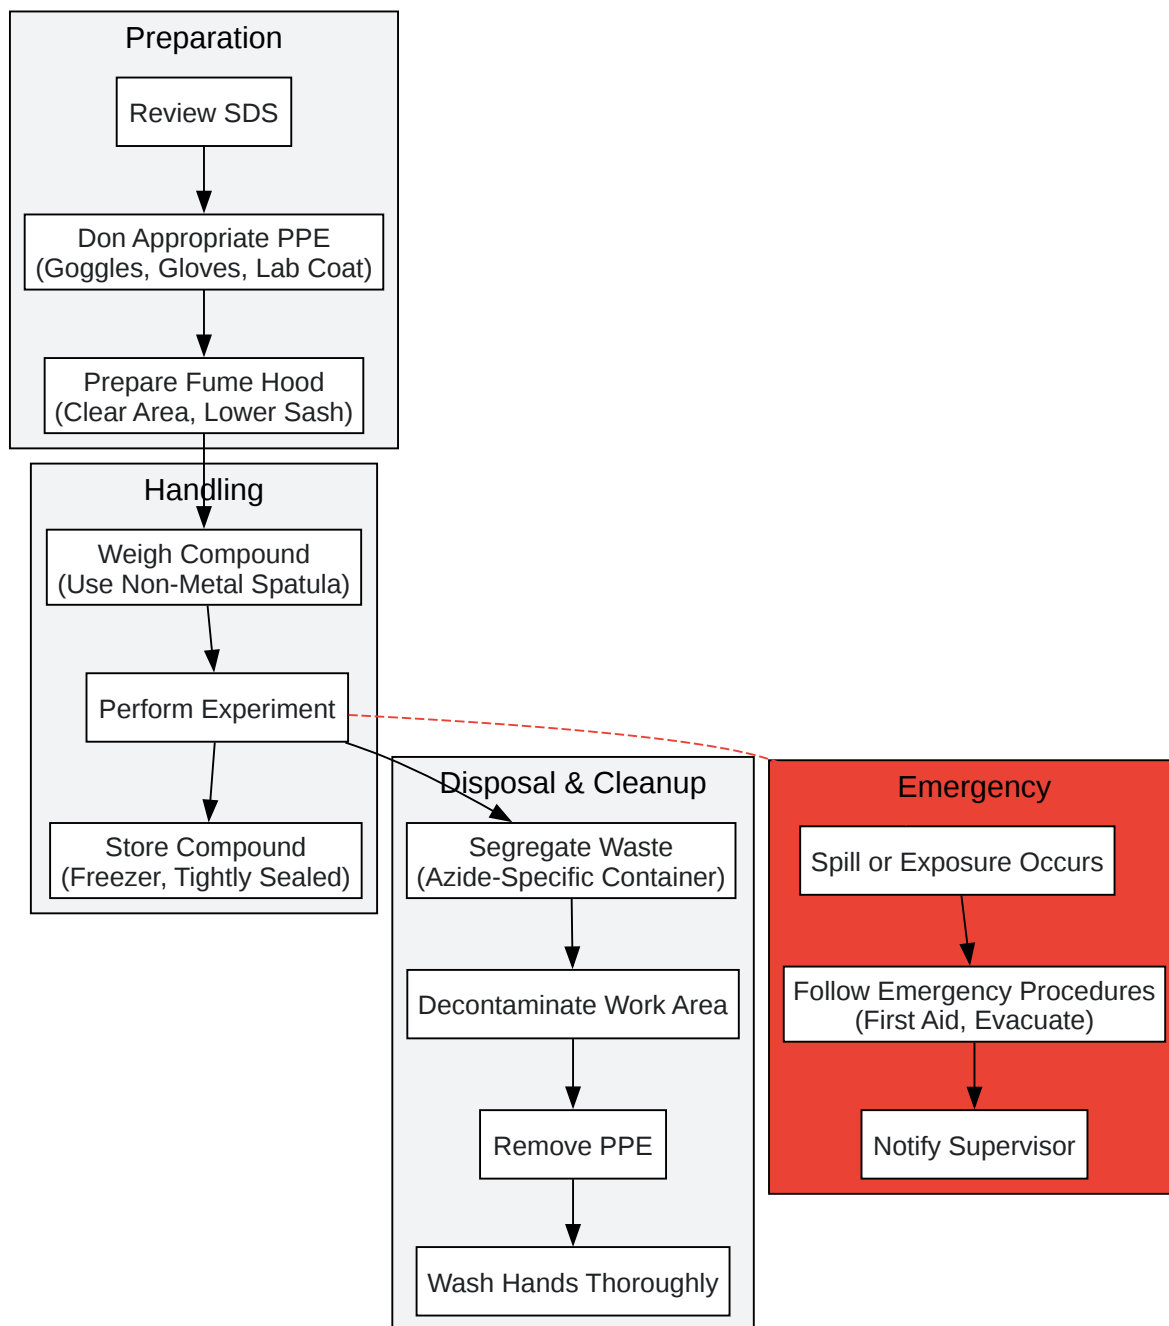 Preparation
Review SDS
Don Appropriate PPE
(Goggles, Gloves, Lab Coat)
Prepare Fume Hood
(Clear Area, Lower Sash)
Handling
Weigh Compound
(Use Non-Metal Spatula)
Perform Experiment
Store Compound
(Freezer, Tightly Sealed)
Disposal & Cleanup
Segregate Waste
(Azide-Specific Container)
Decontaminate Work Area
Remove PPE
Wash Hands Thoroughly
Emergency
Spill or Exposure Occurs
Follow Emergency Procedures
(First Aid, Evacuate)
Notify Supervisor